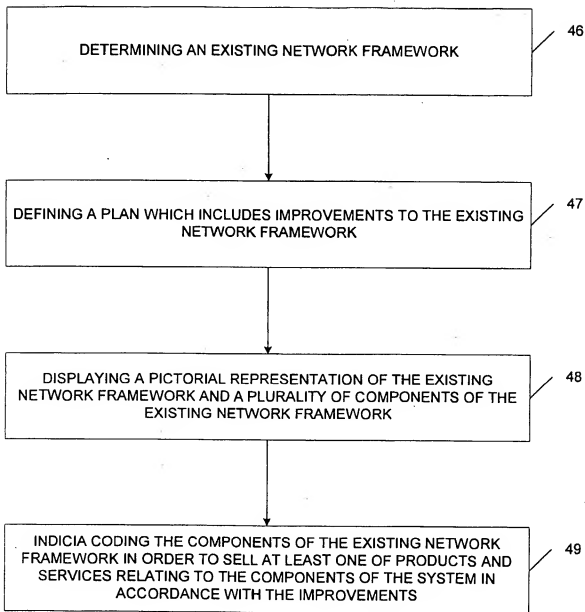 DETERMINING AN EXISTING NETWORK FRAMEWORK
46
DEFINING A PLAN WHICH INCLUDES IMPROVEMENTS TO THE EXISTING
NETWORK FRAMEWORK
47
DISPLAYING A PICTORIAL REPRESENTATION OF THE EXISTING
NETWORK FRAMEWORK AND A PLURALITY OF COMPONENTS OF THE
EXISTING NETWORK FRAMEWORK
48
INDICIA CODING THE COMPONENTS OF THE EXISTING NETWORK
FRAMEWORK IN ORDER TO SELL AT LEAST ONE OF PRODUCTS AND
SERVICES RELATING TO THE COMPONENTS OF THE SYSTEM IN
ACCORDANCE WITH THE IMPROVEMENTS
49